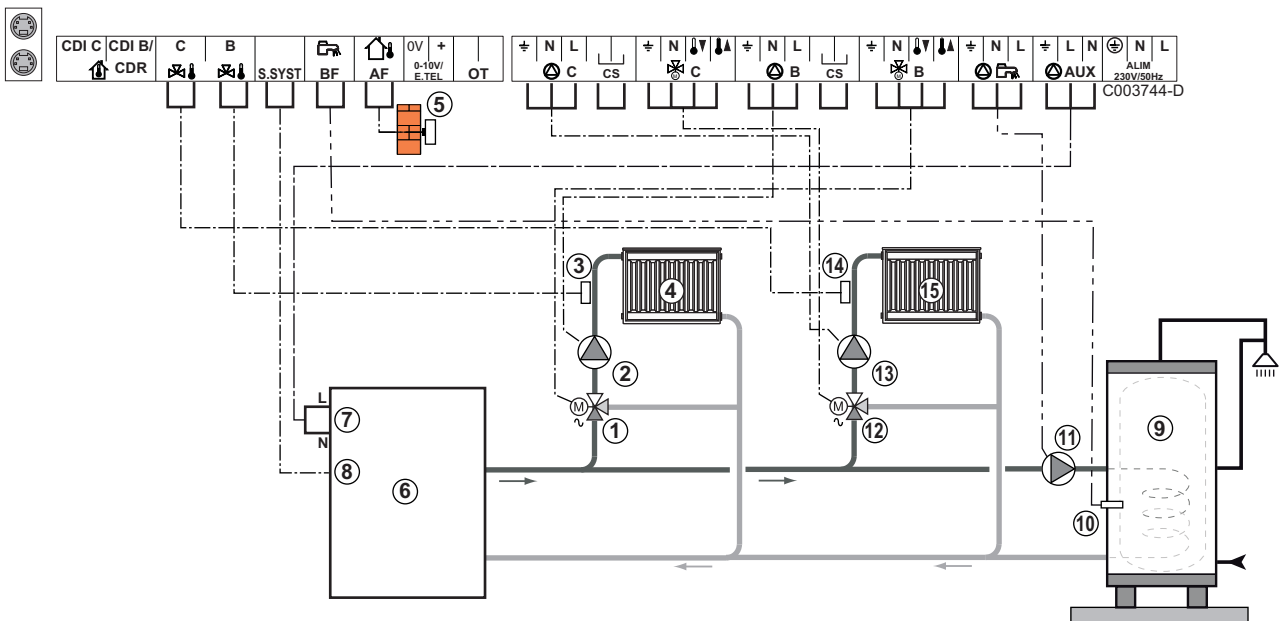 CDI C CDI B/ CDR C B S.SYST BF AF 0V + 0-10V/ E.TEL OT
N L C CS N M C N L B CS N M B N L L N AUX N L ALIM 230V/50Hz
C003744-D
5
3 4 14 15
2 13
M 1 M 12
L 7 N
8 6
11 9
10